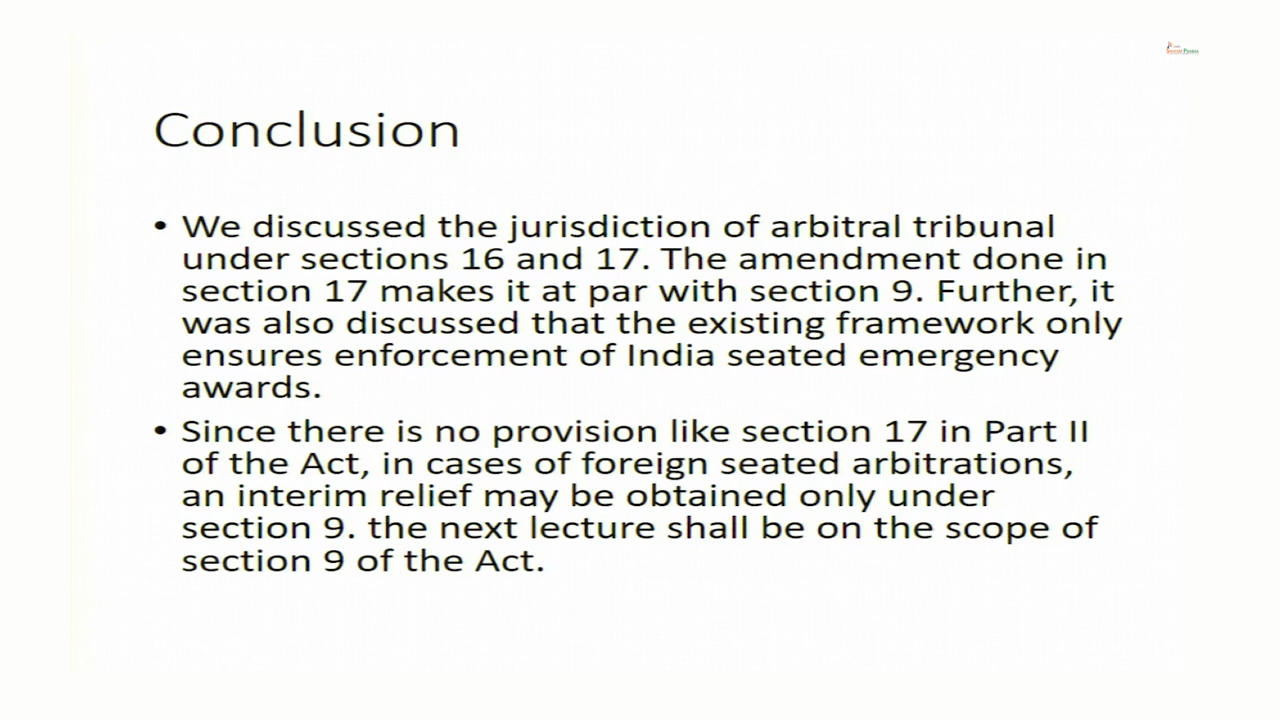 Conclusion
• We discussed the jurisdiction of arbitral tribunal
under sections 16 and 17. The amendment done in
section 17 makes it at par with section 9. Further, it
was also discussed that the existing framework only
ensures enforcement of India seated emergency
awards.
• Since there is no provision like section 17 in Part II
of the Act, in cases of foreign seated arbitrations,
an interim relief may be obtained only under
section 9. the next lecture shall be on the scope of
section 9 of the Act.